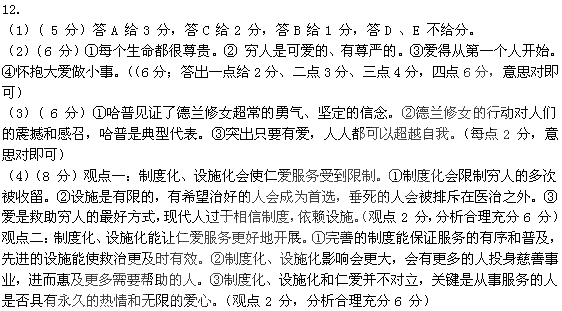 12.
(1)( 5 分) 答 A 给 3 分，答 C 给 2 分，答 B 给 1 分，答 D 、E 不给分。
(2)(6 分) ①每个生命都很尊贵。② 穷人是可爱的、有尊严的。③爱得从第一个人开始。
④怀抱大爱做小事。((6 分；答出一点给 2 分、二点 3 分、三点 4 分，四点 6 分，意思对即
可)
(3)( 6 分) ①哈普见证了德兰修女超常的勇气、坚定的信念。②德兰修女的行动对人们
的震撼和感召，哈普是典型代表。③突出只要有爱，人人都可以超越自我。(每点 2 分，意
思对即可)
(4)(8 分) 观点一：制度化、设施化会使仁爱服务受到限制。①制度化会限制穷人的多次
被收留。②设施是有限的，有希望治好的人会成为首选，垂死的人会被排斥在医治之外。③
爱是救助穷人的最好方式，现代人过于相信制度，依赖设施。(观点 2 分，分析合理充分 6 分)
观点二：制度化、设施化能让仁爱服务更好地开展。①完善的制度能保证服务的有序和普及，
先进的设施能使救治更及时有效。②制度化、设施化影响会更大，会有更多的人投身慈善事
业，进而惠及更多需要帮助的人。③制度化、设施化和仁爱并不对立，关键是从事服务的人
是否具有永久的热情和无限的爱心。(观点 2 分，分析合理充分 6 分)